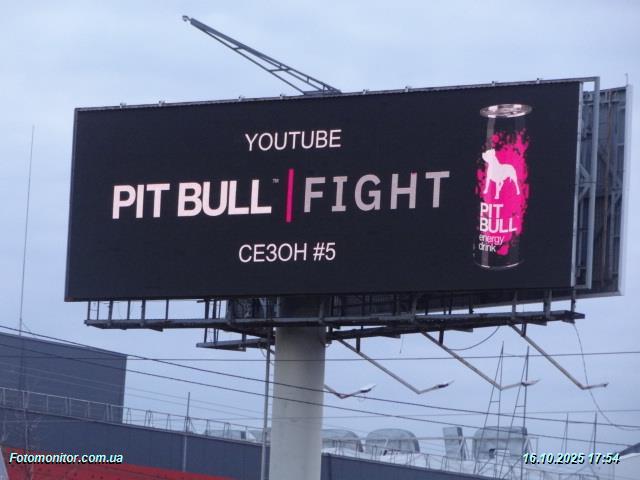 YOUTUBE
PIT BULL™ | FIGHT
СЕЗОН #5
PIT
BULL
energy
drink
Fotomonitor.com.ua
16.10.2025 17:54